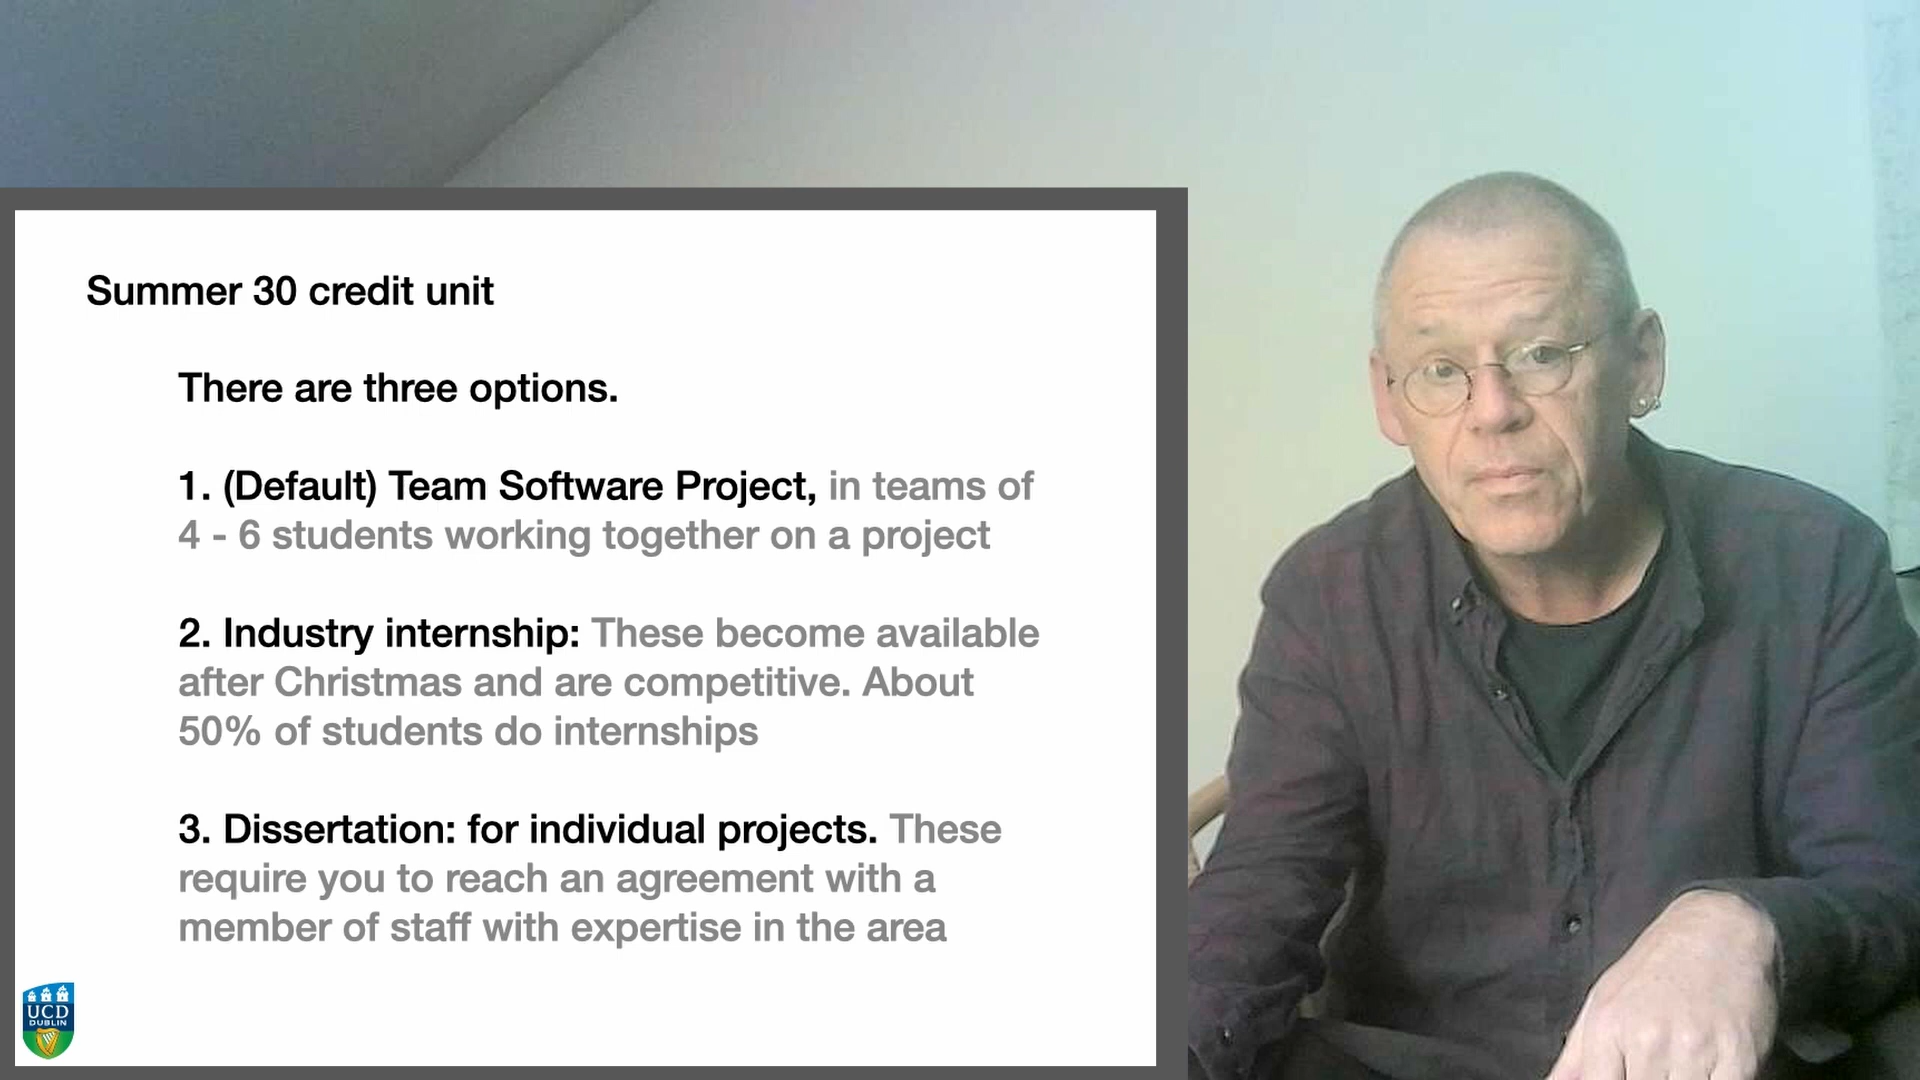 Summer 30 credit unit
There are three options.
1. (Default) Team Software Project, in teams of
4 - 6 students working together on a project
2. Industry internship: These become available
after Christmas and are competitive. About
50% of students do internships
3. Dissertation: for individual projects. These
require you to reach an agreement with a
member of staff with expertise in the area
UCD
DUBLIN